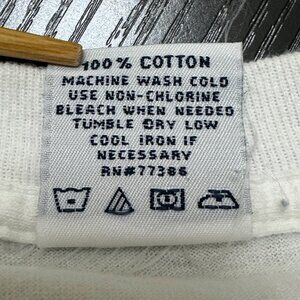 100% COTTON
MACHINE WASH COLD
USE NON-CHLORINE
BLEACH WHEN NEEDED
TUMBLE DRY LOW
COOL IRON IF
NECESSARY
RN#77386